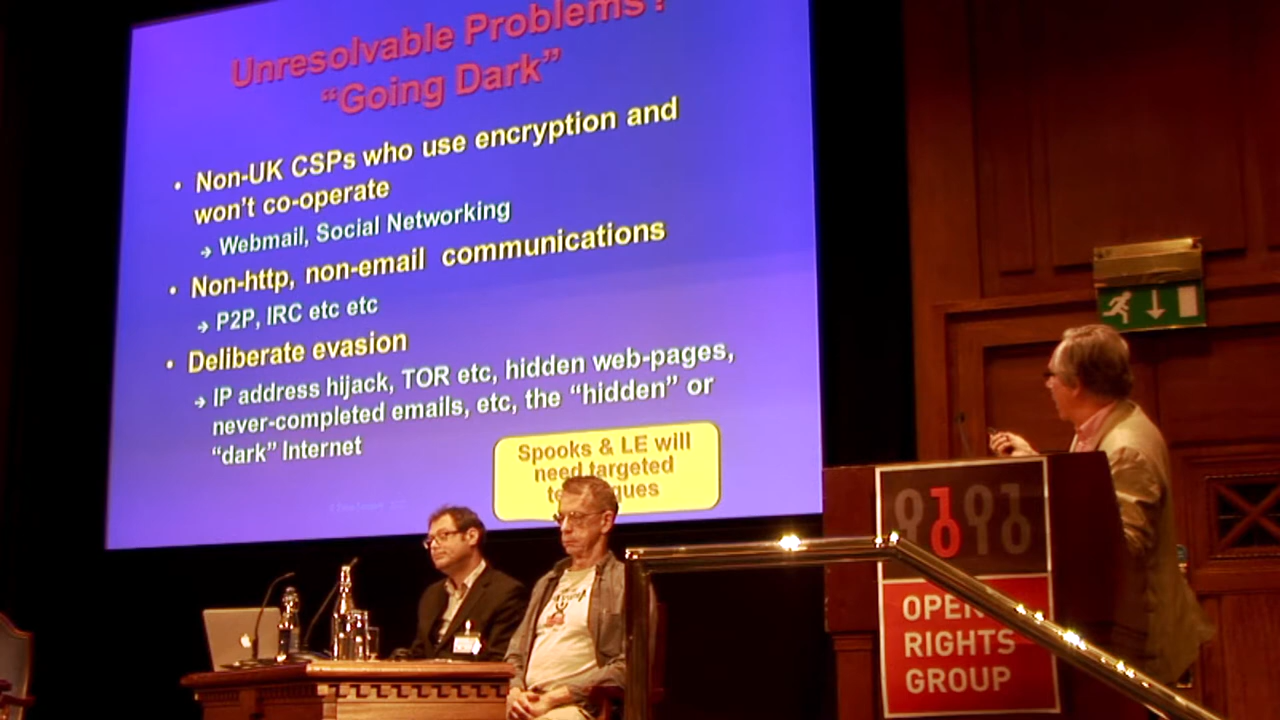 Unresolvable Problems?
“Going Dark”
• Non-UK CSPs who use encryption and
won't co-operate
→ Webmail, Social Networking
• Non-http, non-email communications
→ P2P, IRC etc etc
• Deliberate evasion
→ IP address hijack, TOR etc, hidden web-pages,
never-completed emails, etc, the “hidden” or
“dark” Internet
Spooks & LE will
need targeted
OPEN
RIGHTS
GROUP